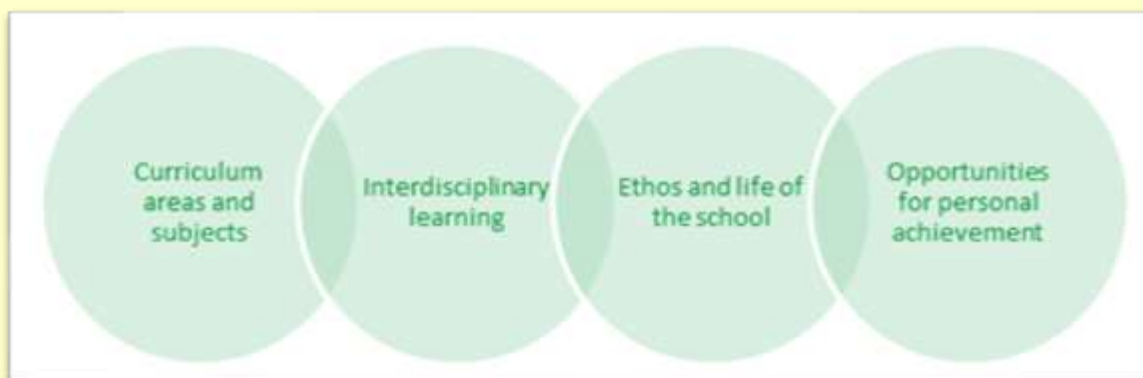 Curriculum
areas and
subjects
Interdisciplinary
learning
Ethos and life of
the school
Opportunities
for personal
achievement